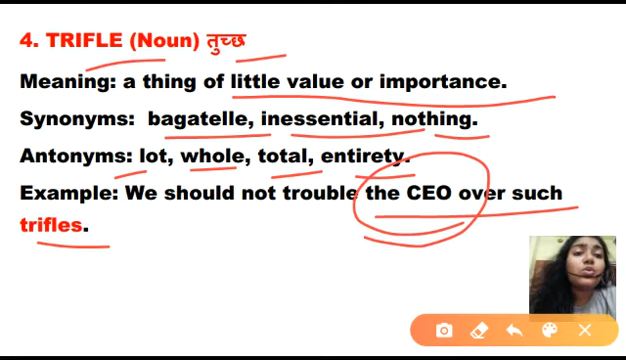 4. TRIFLE (Noun) तुच्छ
Meaning: a thing of little value or importance.
Synonyms: bagatelle, inessential, nothing.
Antonyms: lot, whole, total, entirety.
Example: We should not trouble the CEO over such
trifles.